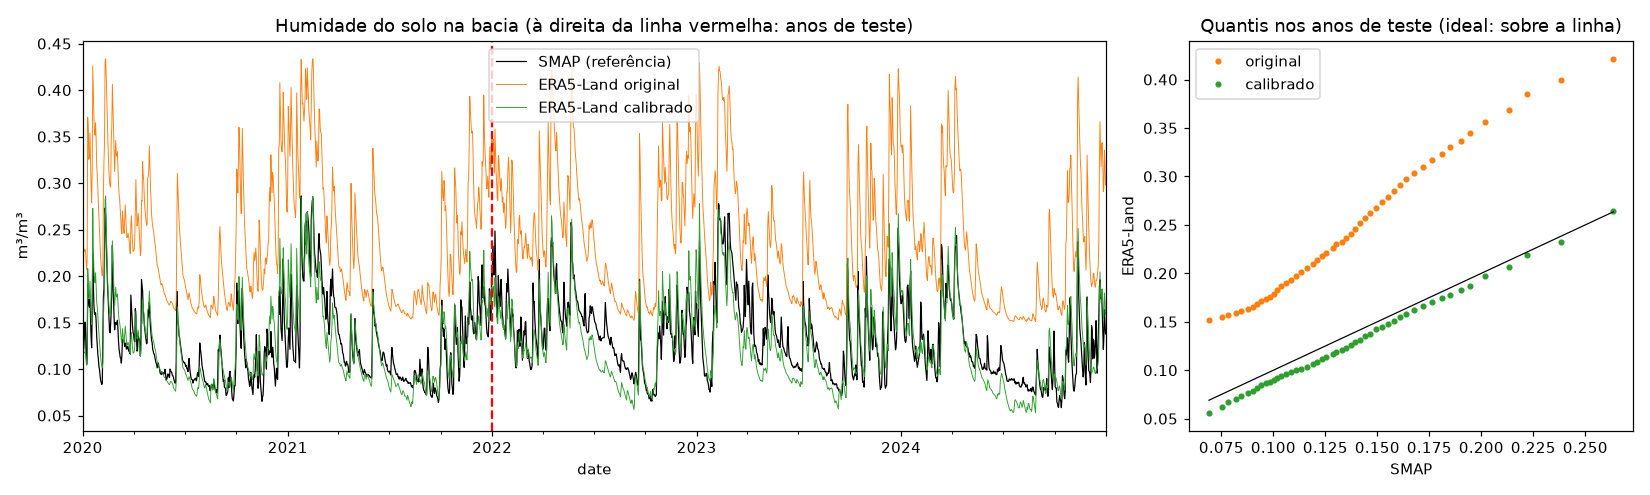 Humidade do solo na bacia (à direita da linha vermelha: anos de teste)
m³/m³
0.45
0.40
0.35
0.30
0.25
0.20
0.15
0.10
0.05
SMAP (referência)
ERA5-Land original
ERA5-Land calibrado
2020
2021
2022
2023
2024
date
Quantis nos anos de teste (ideal: sobre a linha)
ERA5-Land
0.40
0.35
0.30
0.25
0.20
0.15
0.10
0.05
original
calibrado
0.075 0.100 0.125 0.150 0.175 0.200 0.225 0.250
SMAP